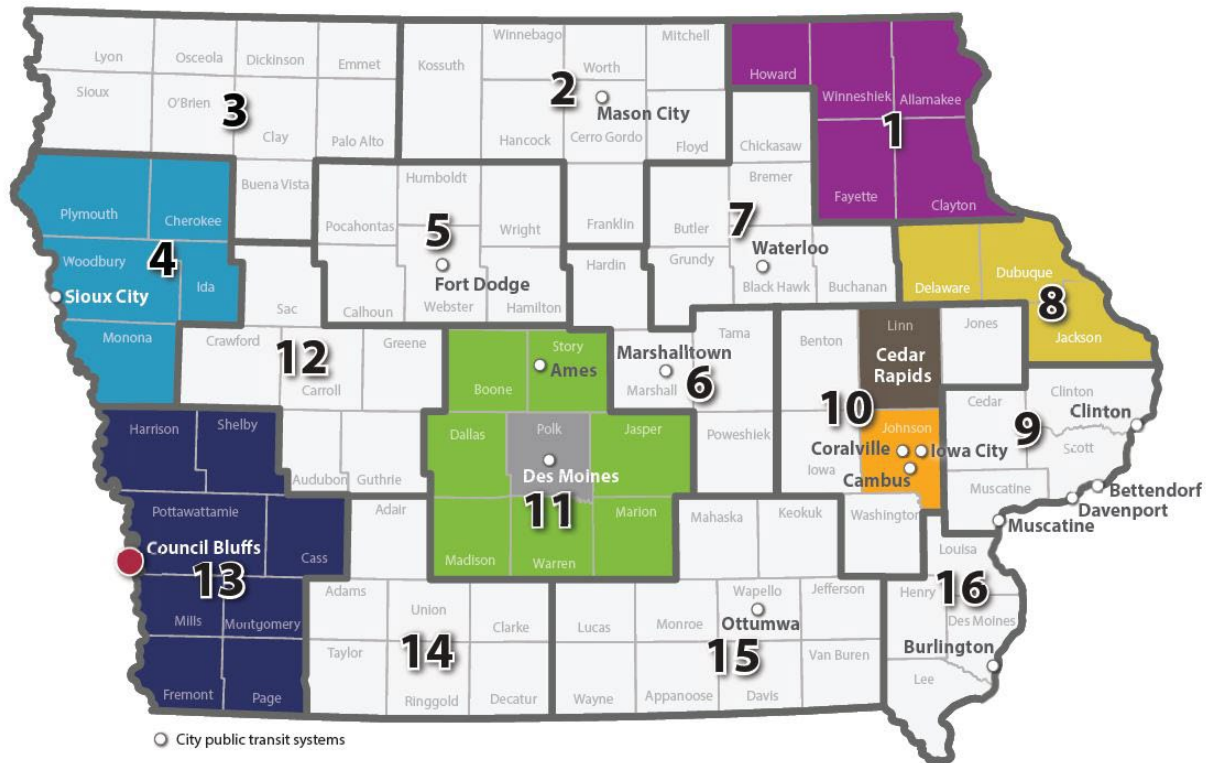 Lyon
Osceola
Dickinson
Emmet
Sioux
O'Brien
Clay
Palo Alto
3
Buena Vista
Kossuth
Winnebago
Worth
Mitchell
2
Mason City
Hancock
Cerro Gordo
Floyd
Franklin
Howard
Winneshiek
Allamakee
1
Fayette
Clayton
Plymouth
Cherokee
4
Woodbury
Ida
Sioux City
Monona
Humboldt
Pocahontas
5
Wright
Fort Dodge
Calhoun
Webster
Hamilton
Chickasaw
Bremer
Butler
7
Waterloo
Grundy
Black Hawk
Buchanan
Delaware
Dubuque
8
Jackson
Sac
Crawford
Greene
12
Carroll
Audubon
Guthrie
Hardin
Tama
Marshalltown
6
Marshall
Poweshiek
Story
Ames
Boone
Dallas
Polk
Jasper
Des Moines
11
Marion
Madison
Warren
Benton
Linn
Cedar
Rapids
Jones
10
Johnson
Coralville
Iowa City
Iowa
Cambus
Washington
Cedar
Clinton
Clinton
9
Scott
Muscatine
Bettendorf
Davenport
Muscatine
Harrison
Shelby
Pottawattamie
Council Bluffs
Cass
13
Mills
Montgomery
Fremont
Page
Adair
Adams
Union
Clarke
14
Taylor
Ringgold
Decatur
Mahaska
Keokuk
Wapello
Jefferson
Lucas
Monroe
Ottumwa
15
Van Buren
Wayne
Appanoose
Davis
Louisa
16
Henry
Des Moines
Burlington
Lee
City public transit systems